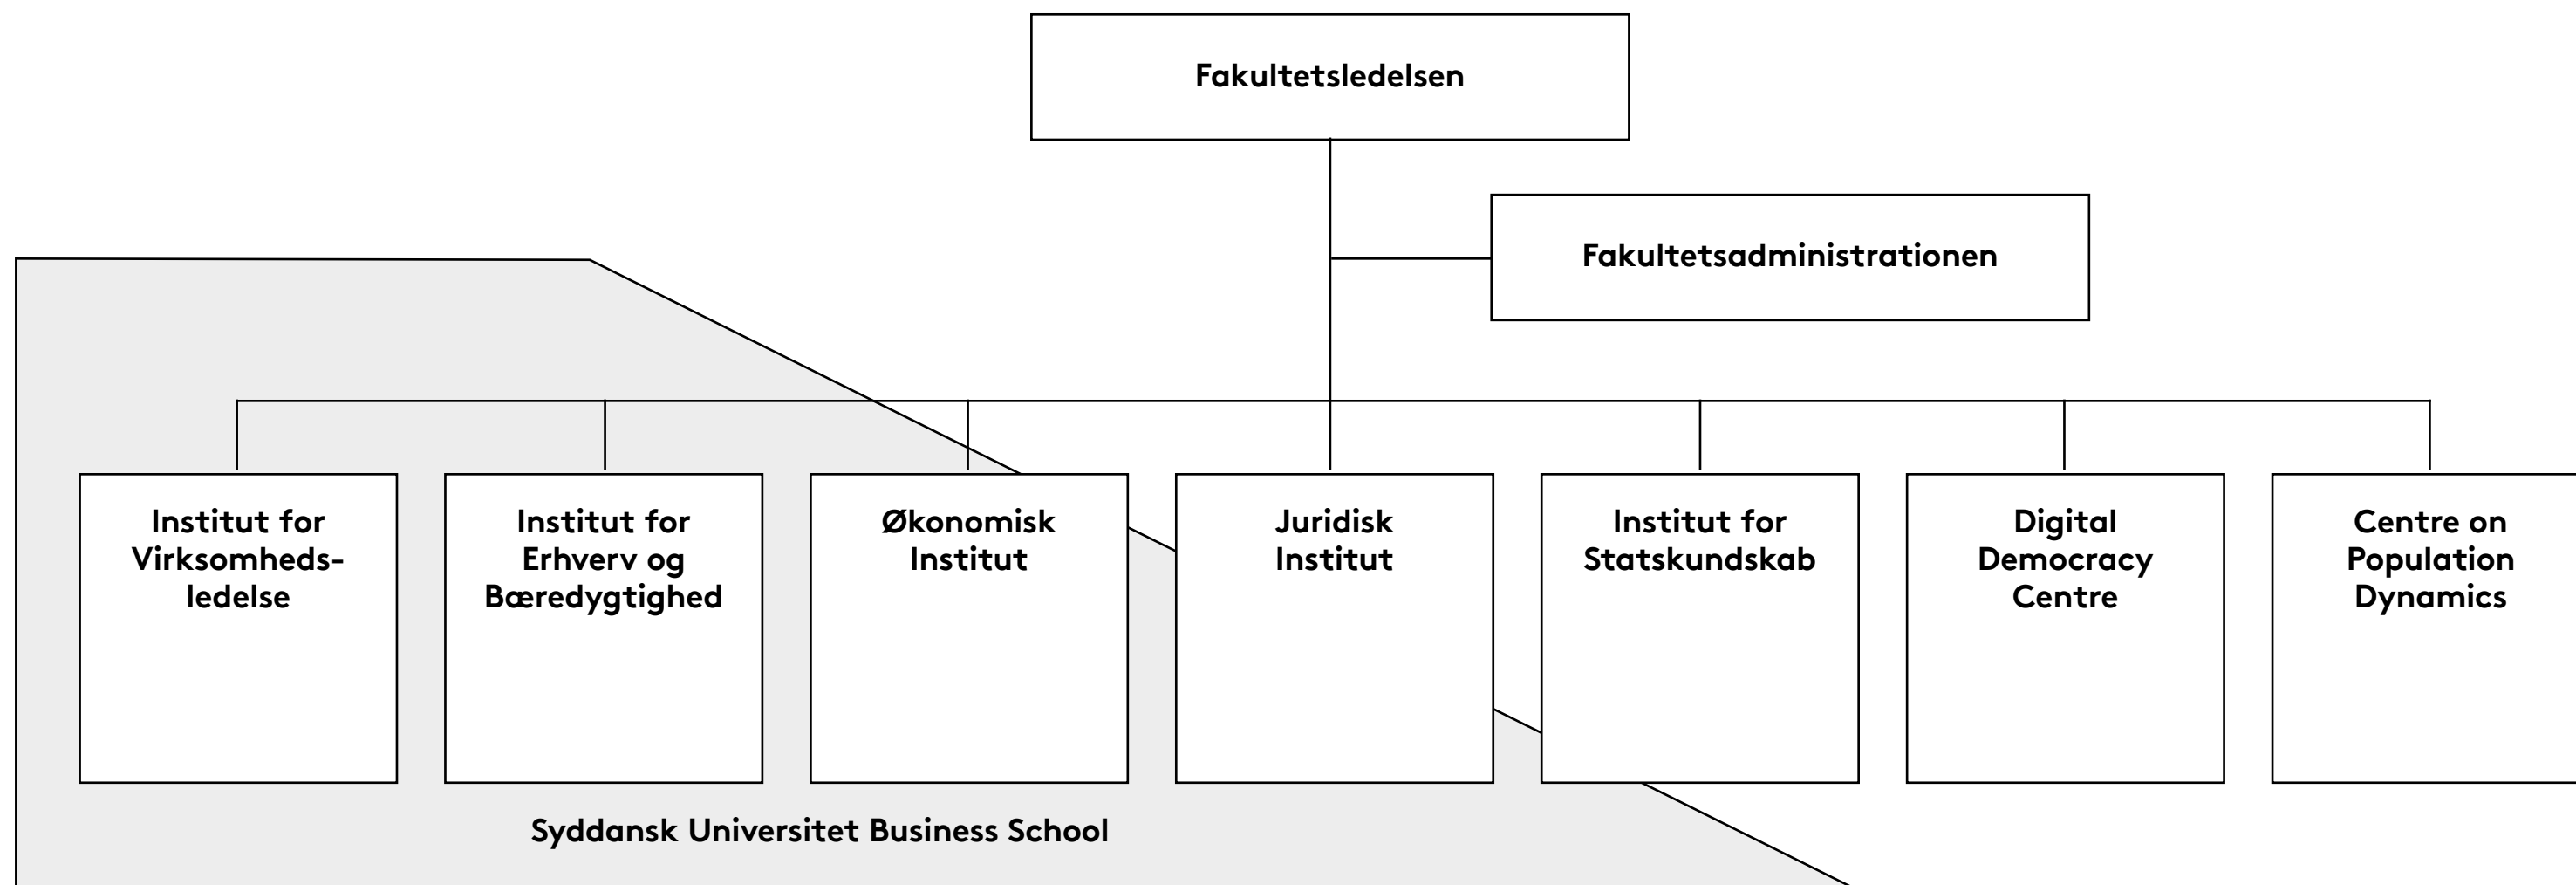 Fakultetsledelsen
Fakultetsadministrationen
Institut for
Virksomheds-
ledelse
Institut for
Erhverv og
Bæredygtighed
Økonomisk
Institut
Juridisk
Institut
Institut for
Statskundskab
Digital
Democracy
Centre
Centre on
Population
Dynamics
Syddansk Universitet Business School